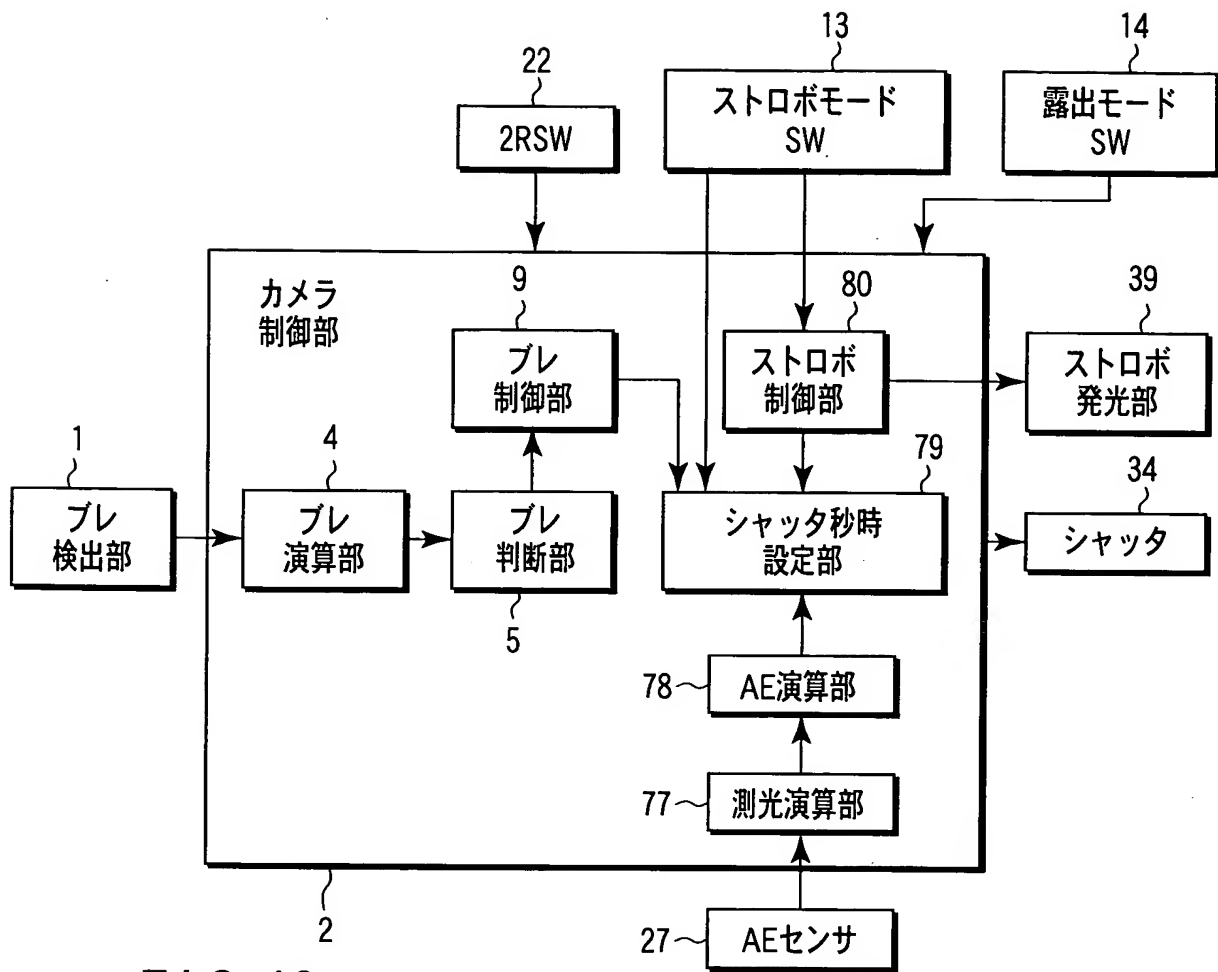 13
14
22
ストロボモード
SW
露出モード
SW
2RSW
カメラ
制御部
9
80
39
ブレ
制御部
ストロボ
制御部
ストロボ
発光部
1
4
79
34
ブレ
検出部
ブレ
演算部
ブレ
判断部
シャッタ秒時
設定部
シャッタ
5
78
AE演算部
77
測光演算部
2
27
AEセンサ